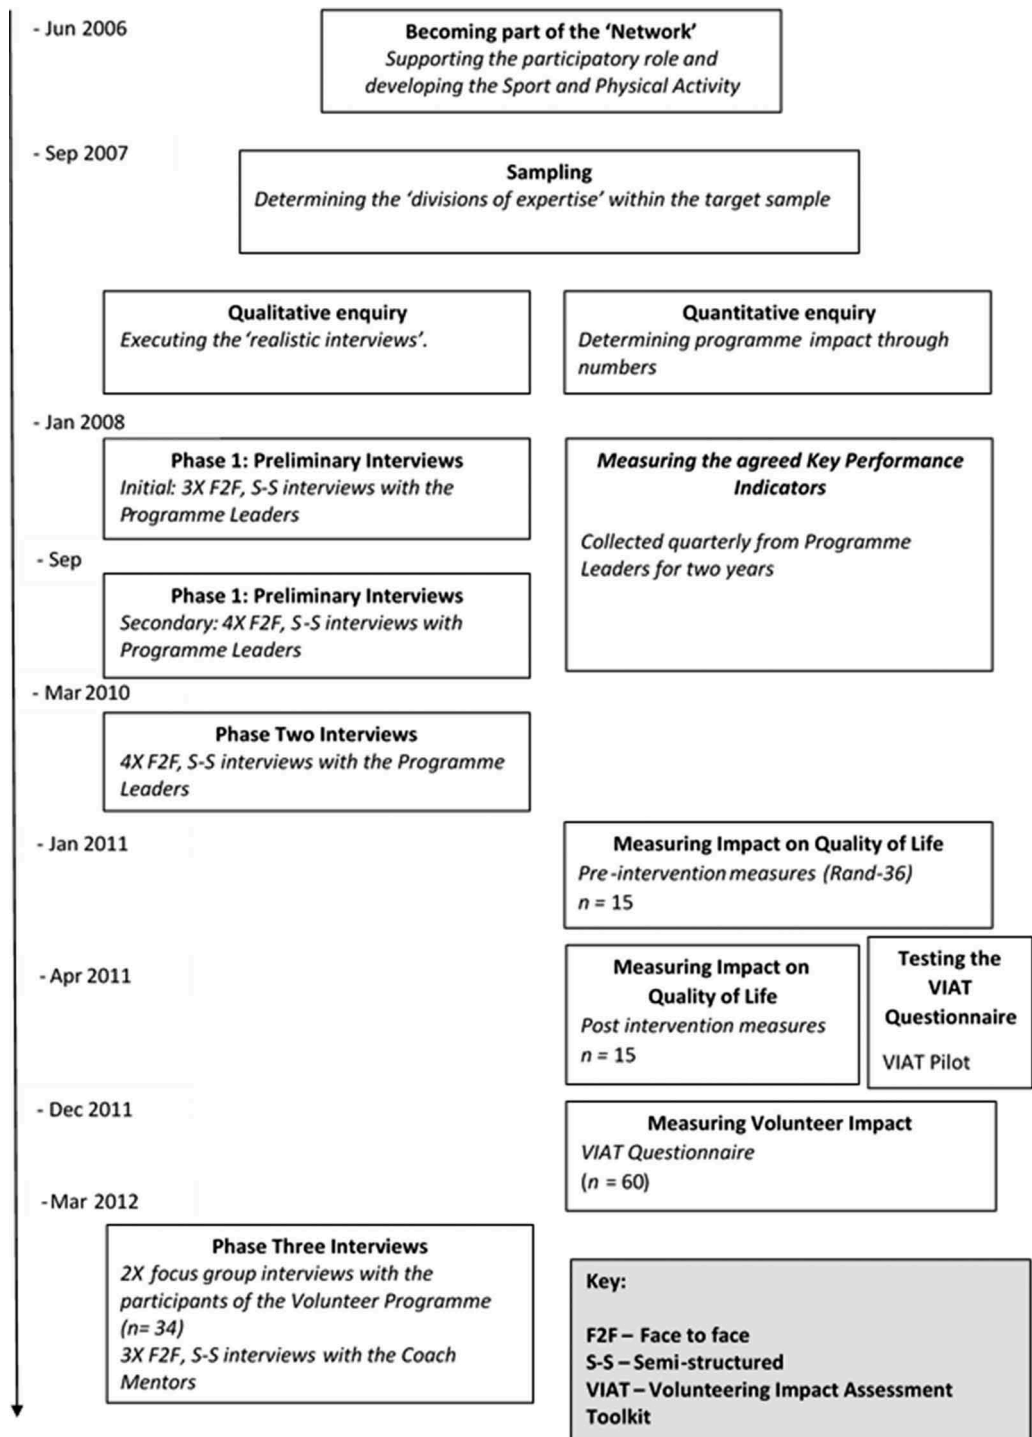 - Jun 2006
Becoming part of the ‘Network’
Supporting the participatory role and
developing the Sport and Physical Activity
- Sep 2007
Sampling
Determining the ‘divisions of expertise’ within the target sample
Qualitative enquiry
Executing the ‘realistic interviews’.
Quantitative enquiry
Determining programme impact through
numbers
- Jan 2008
Phase 1: Preliminary Interviews
Initial: 3X F2F, S-S interviews with the
Programme Leaders
Measuring the agreed Key Performance
Indicators
Collected quarterly from Programme
Leaders for two years
- Sep
Phase 1: Preliminary Interviews
Secondary: 4X F2F, S-S interviews with
Programme Leaders
- Mar 2010
Phase Two Interviews
4X F2F, S-S interviews with the Programme
Leaders
- Jan 2011
Measuring Impact on Quality of Life
Pre-intervention measures (Rand-36)
n = 15
- Apr 2011
Measuring Impact on
Quality of Life
Post intervention measures
n = 15
Testing the
VIAT
Questionnaire
VIAT Pilot
- Dec 2011
Measuring Volunteer Impact
VIAT Questionnaire
(n = 60)
- Mar 2012
Phase Three Interviews
2X focus group interviews with the
participants of the Volunteer Programme
(n= 34)
3X F2F, S-S interviews with the Coach
Mentors
Key:
F2F – Face to face
S-S – Semi-structured
VIAT – Volunteering Impact Assessment
Toolkit